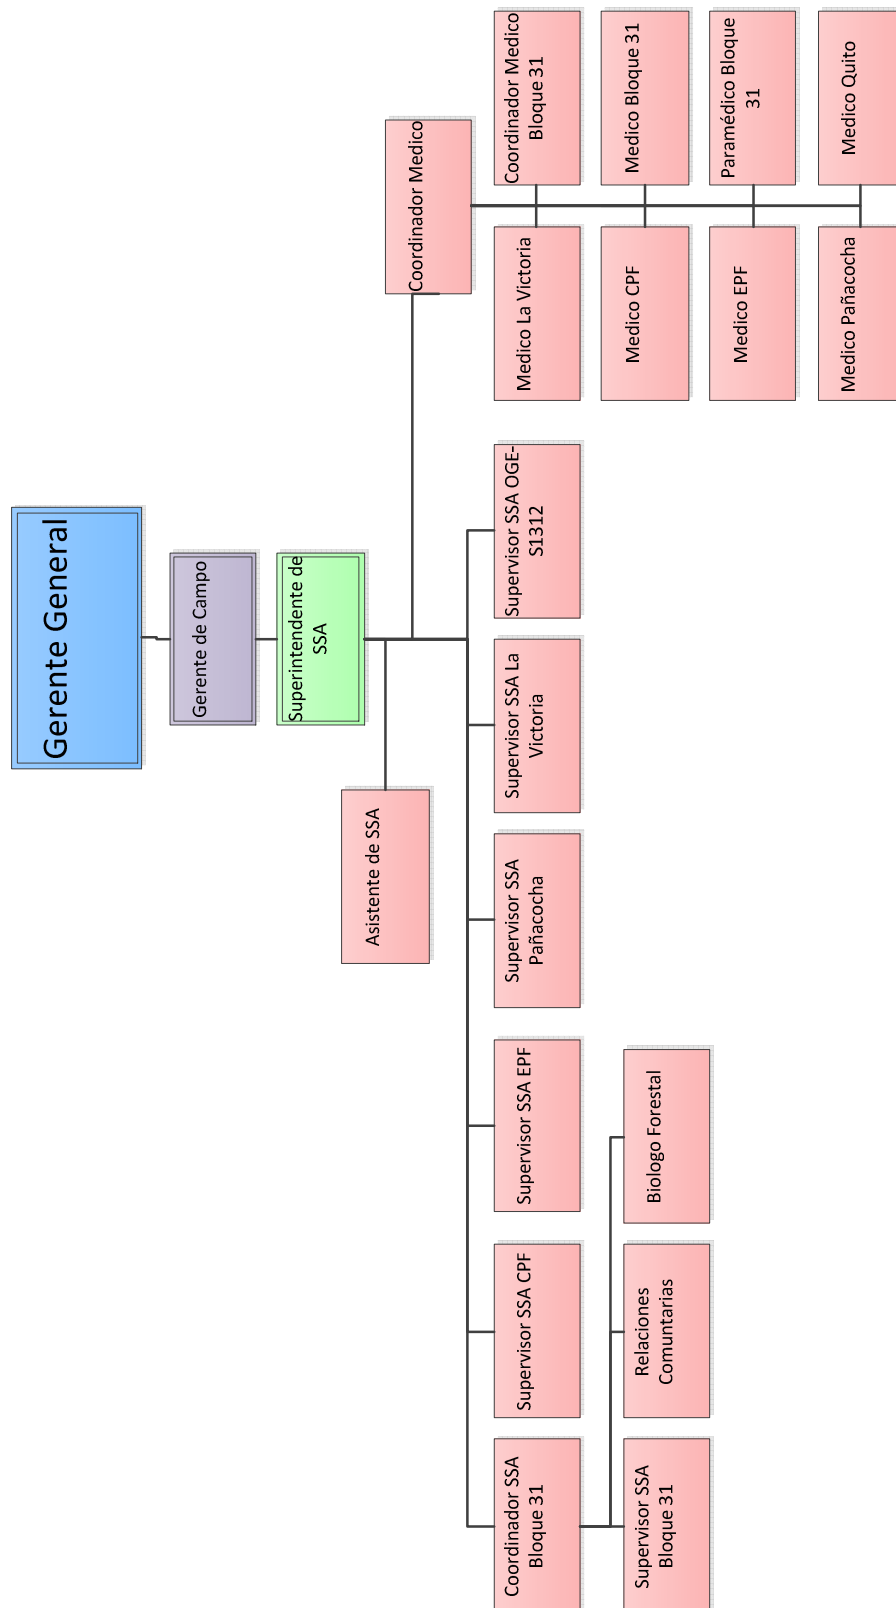 Gerente General
Gerente de Campo
Superintendente de
SSA
Asistente de SSA
Coordinador Medico
Coordinador SSA
Bloque 31
Supervisor SSA CPF
Supervisor SSA EPF
Supervisor SSA
Pañacocha
Supervisor SSA La
Victoria
Supervisor SSA OGE-
S1312
Supervisor SSA
Bloque 31
Relaciones
Comuntarias
Biologo Forestal
Medico La Victoria
Coordinador Medico
Bloque 31
Medico CPF
Medico Bloque 31
Medico EPF
Paramédico Bloque
31
Medico Pañacocha
Medico Quito